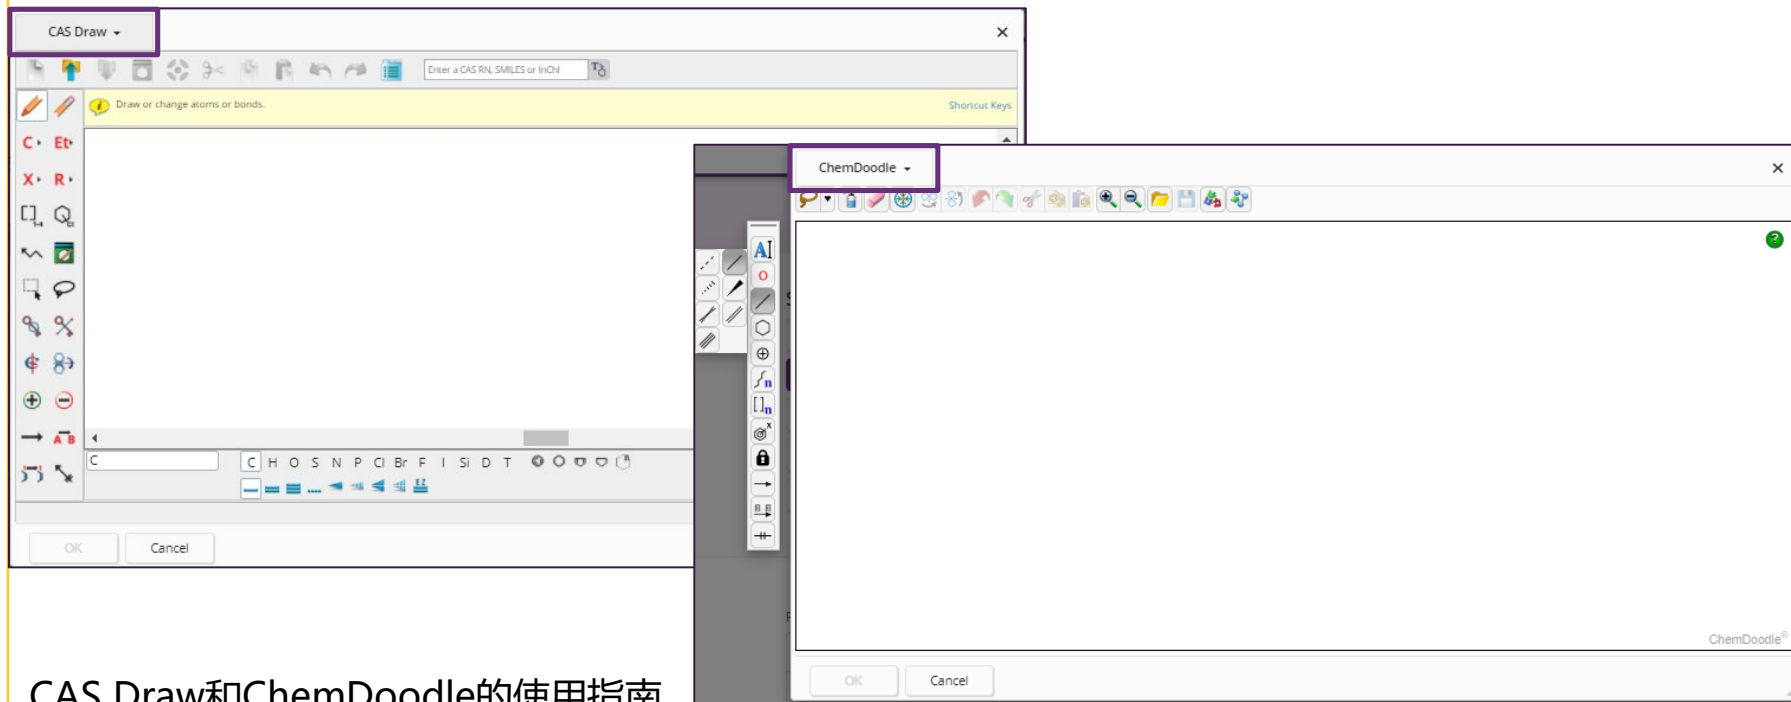 CAS Draw
Enter a CAS RN, SMILES or InChI
Draw or change atoms or bonds.
Shortcut Keys
C Et
X R
A B
C
C H O S N P Cl Br F I Si D T
EZ
OK Cancel
ChemDoodle
A
O
n
[ ]n
x
ChemDoodle®
OK Cancel
CAS Draw和ChemDoodle的使用指南